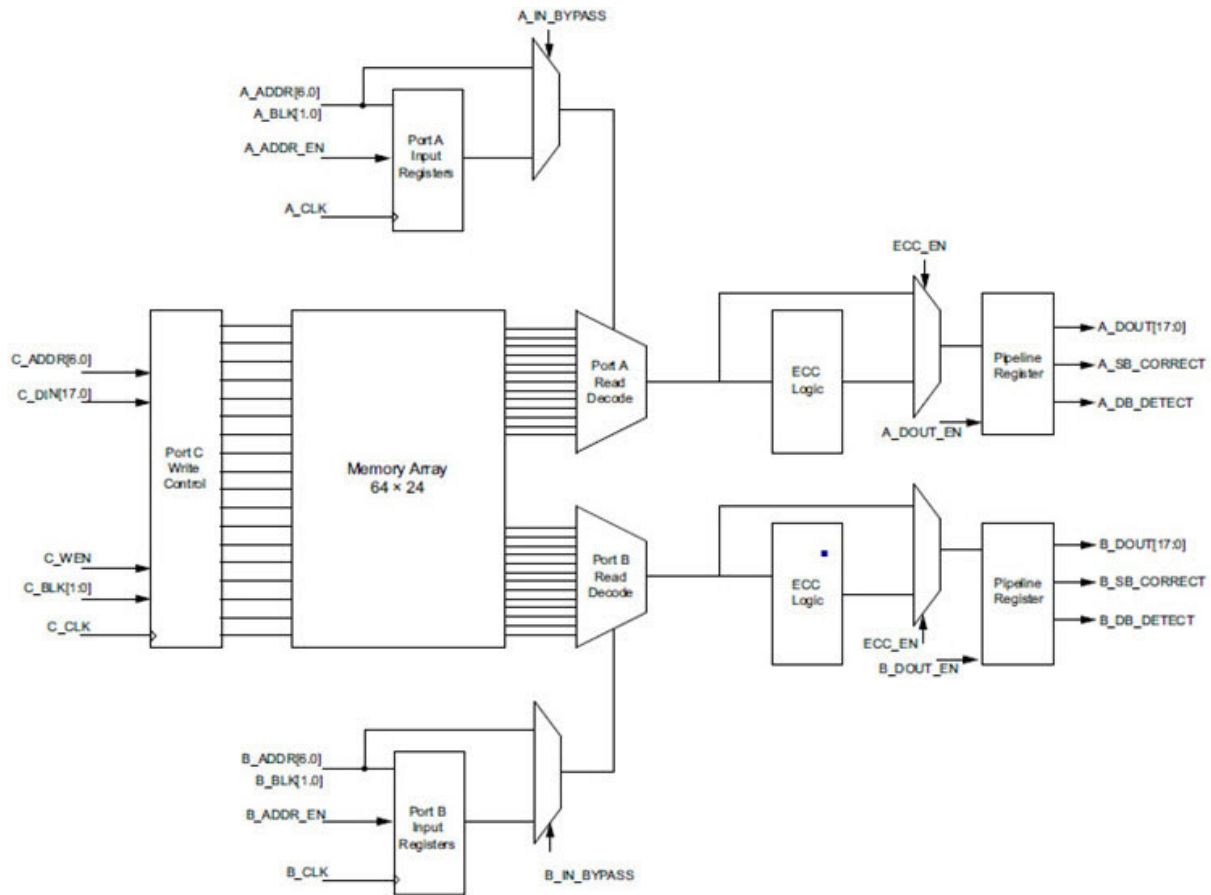 A_IN_BYPASS
A_ADDR[6.0]
A_BLK[1.0]
A_ADDR_EN
A_CLK
Port A
Input
Registers
ECC_EN
C_ADDR[6.0]
C_DIN[17.0]
C_WEN
C_BLK[1:0]
C_CLK
Port C
Write
Control
Memory Array
64 × 24
Port A
Read
Decode
ECC
Logic
A_DOUT_EN
Pipeline
Register
A_DOUT[17:0]
A_SB_CORRECT
A_DB_DETECT
Port B
Read
Decode
ECC
Logic
ECC_EN
B_DOUT_EN
Pipeline
Register
B_DOUT[17:0]
B_SB_CORRECT
B_DB_DETECT
B_ADDR[6.0]
B_BLK[1.0]
B_ADDR_EN
B_CLK
Port B
Input
Registers
B_IN_BYPASS